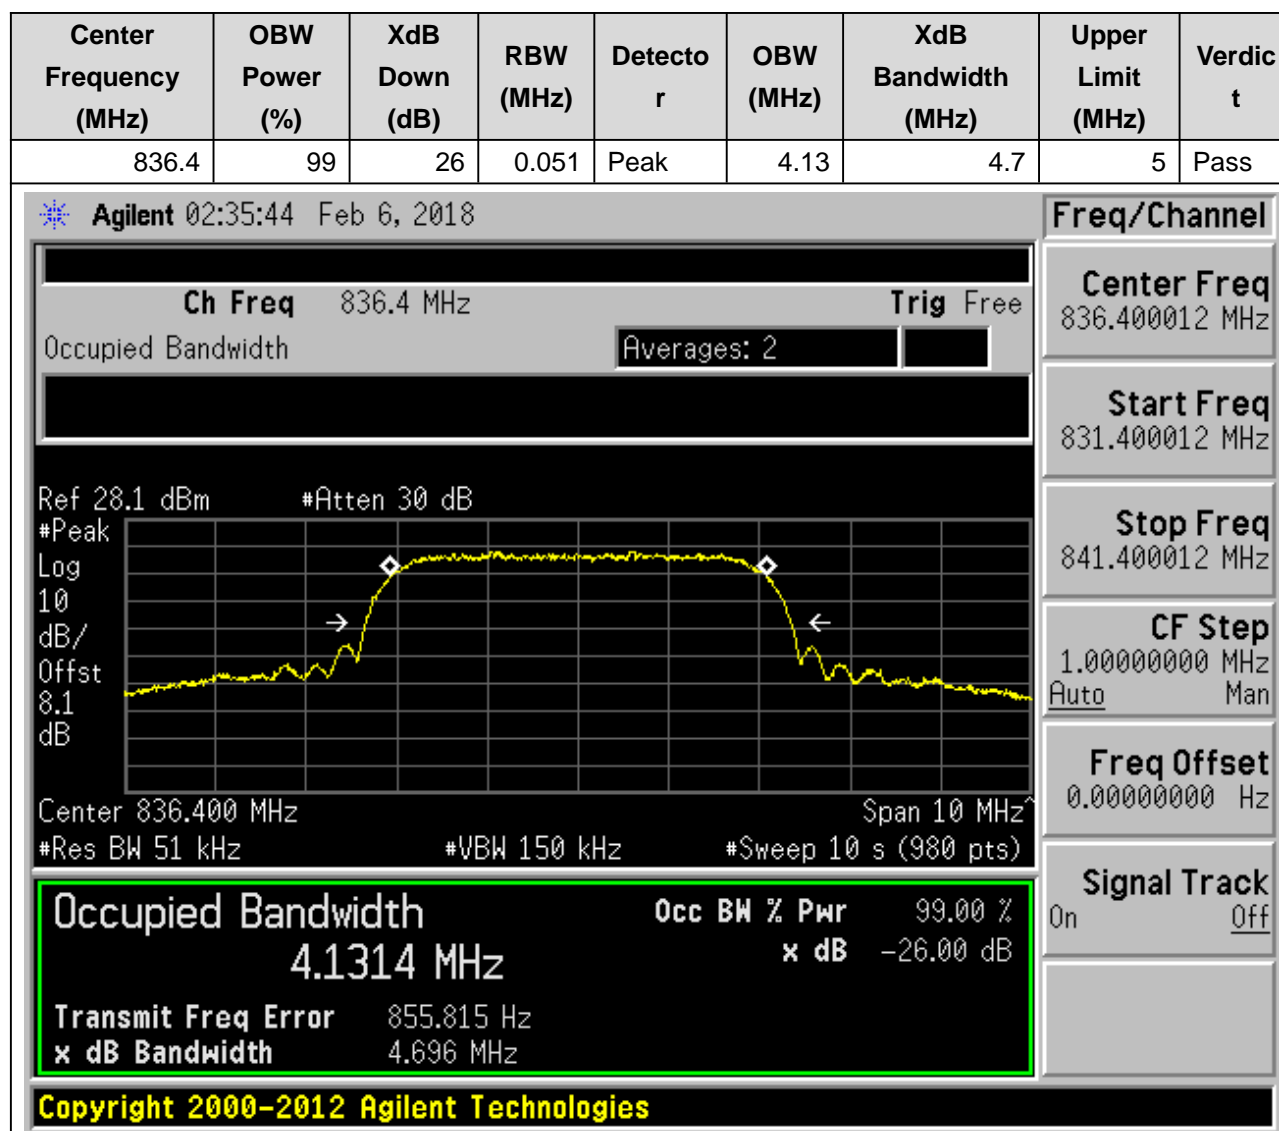 Center Frequency (MHz) OBW Power (%) XdB Down (dB) RBW (MHz) Detector OBW (MHz) XdB Bandwidth (MHz) Upper Limit (MHz) Verdict
836.4 99 26 0.051 Peak 4.13 4.7 5 Pass
Agilent 02:35:44 Feb 6, 2018
Freq/Channel
Ch Freq 836.4 MHz Trig Free
Occupied Bandwidth Averages: 2
Center Freq
836.400012 MHz
Start Freq
831.400012 MHz
Stop Freq
841.400012 MHz
CF Step
1.00000000 MHz
Auto Man
Freq Offset
0.00000000 Hz
Signal Track
On Off
Ref 28.1 dBm #Atten 30 dB
#Peak
Log
10
dB/
Offst
8.1
dB
Center 836.400 MHz Span 10 MHz^
#Res BW 51 kHz #VBW 150 kHz #Sweep 10 s (980 pts)
Occupied Bandwidth Occ BW % Pwr 99.00 %
4.1314 MHz x dB -26.00 dB
Transmit Freq Error 855.815 Hz
x dB Bandwidth 4.696 MHz
Copyright 2000-2012 Agilent Technologies